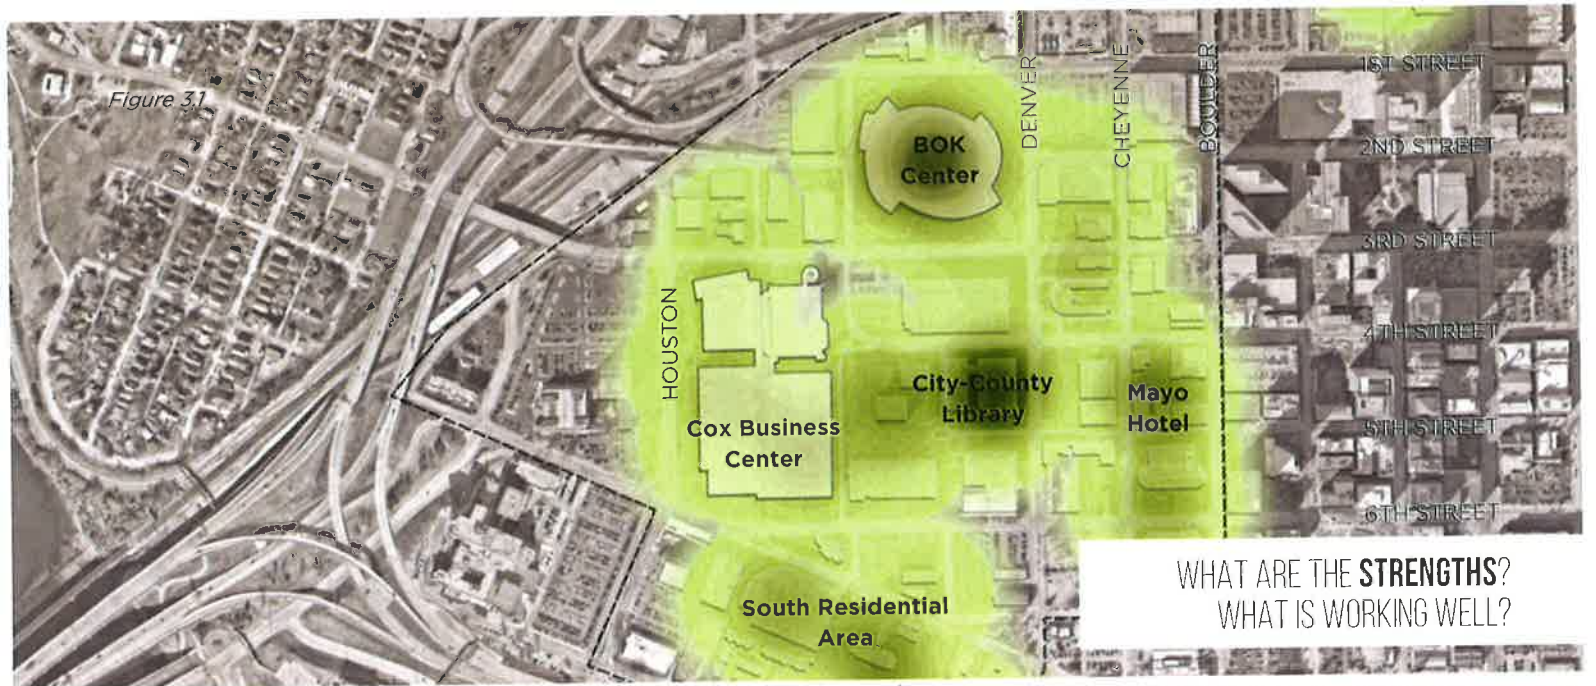 Figure 3.1
DENVER
CHEYENNE
BOULDER
1ST STREET
BOK
Center
2ND STREET
3RD STREET
HOUSTON
4TH STREET
City-County
Library
Mayo
Hotel
Cox Business
Center
5TH STREET
6TH STREET
WHAT ARE THE STRENGTHS?
WHAT IS WORKING WELL?
South Residential
Area